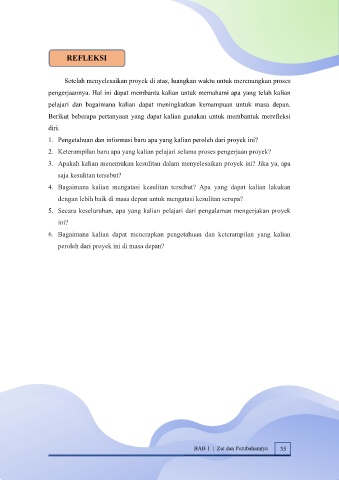 REFLEKSI
Setelah menyelesaikan proyek di atas, luangkan waktu untuk merenungkan proses
pengerjaannya. Hal ini dapat membantu kalian untuk memahami apa yang telah kalian
pelajari dan bagaimana kalian dapat meningkatkan kemampuan untuk masa depan.
Berikut beberapa pertanyaan yang dapat kalian gunakan untuk membantuk merefleksi
diri.
1. Pengetahuan dan informasi baru apa yang kalian peroleh dari proyek ini?
2. Keterampilan baru apa yang kalian pelajari selama proses pengerjaan proyek?
3. Apakah kalian menemukan kesulitan dalam menyelesaikan proyek ini? Jika ya, apa
saja kesulitan tersebut?
4. Bagaimana kalian mengatasi kesulitan tersebut? Apa yang dapat kalian lakukan
dengan lebih baik di masa depan untuk mengatasi kesulitan serupa?
5. Secara keseluruhan, apa yang kalian pelajari dari pengalaman mengerjakan proyek
ini?
6. Bagaimana kalian dapat menerapkan pengetahuan dan keterampilan yang kalian
peroleh dari proyek ini di masa depan?
BAB 1 | Zat dan Perubahannya 35